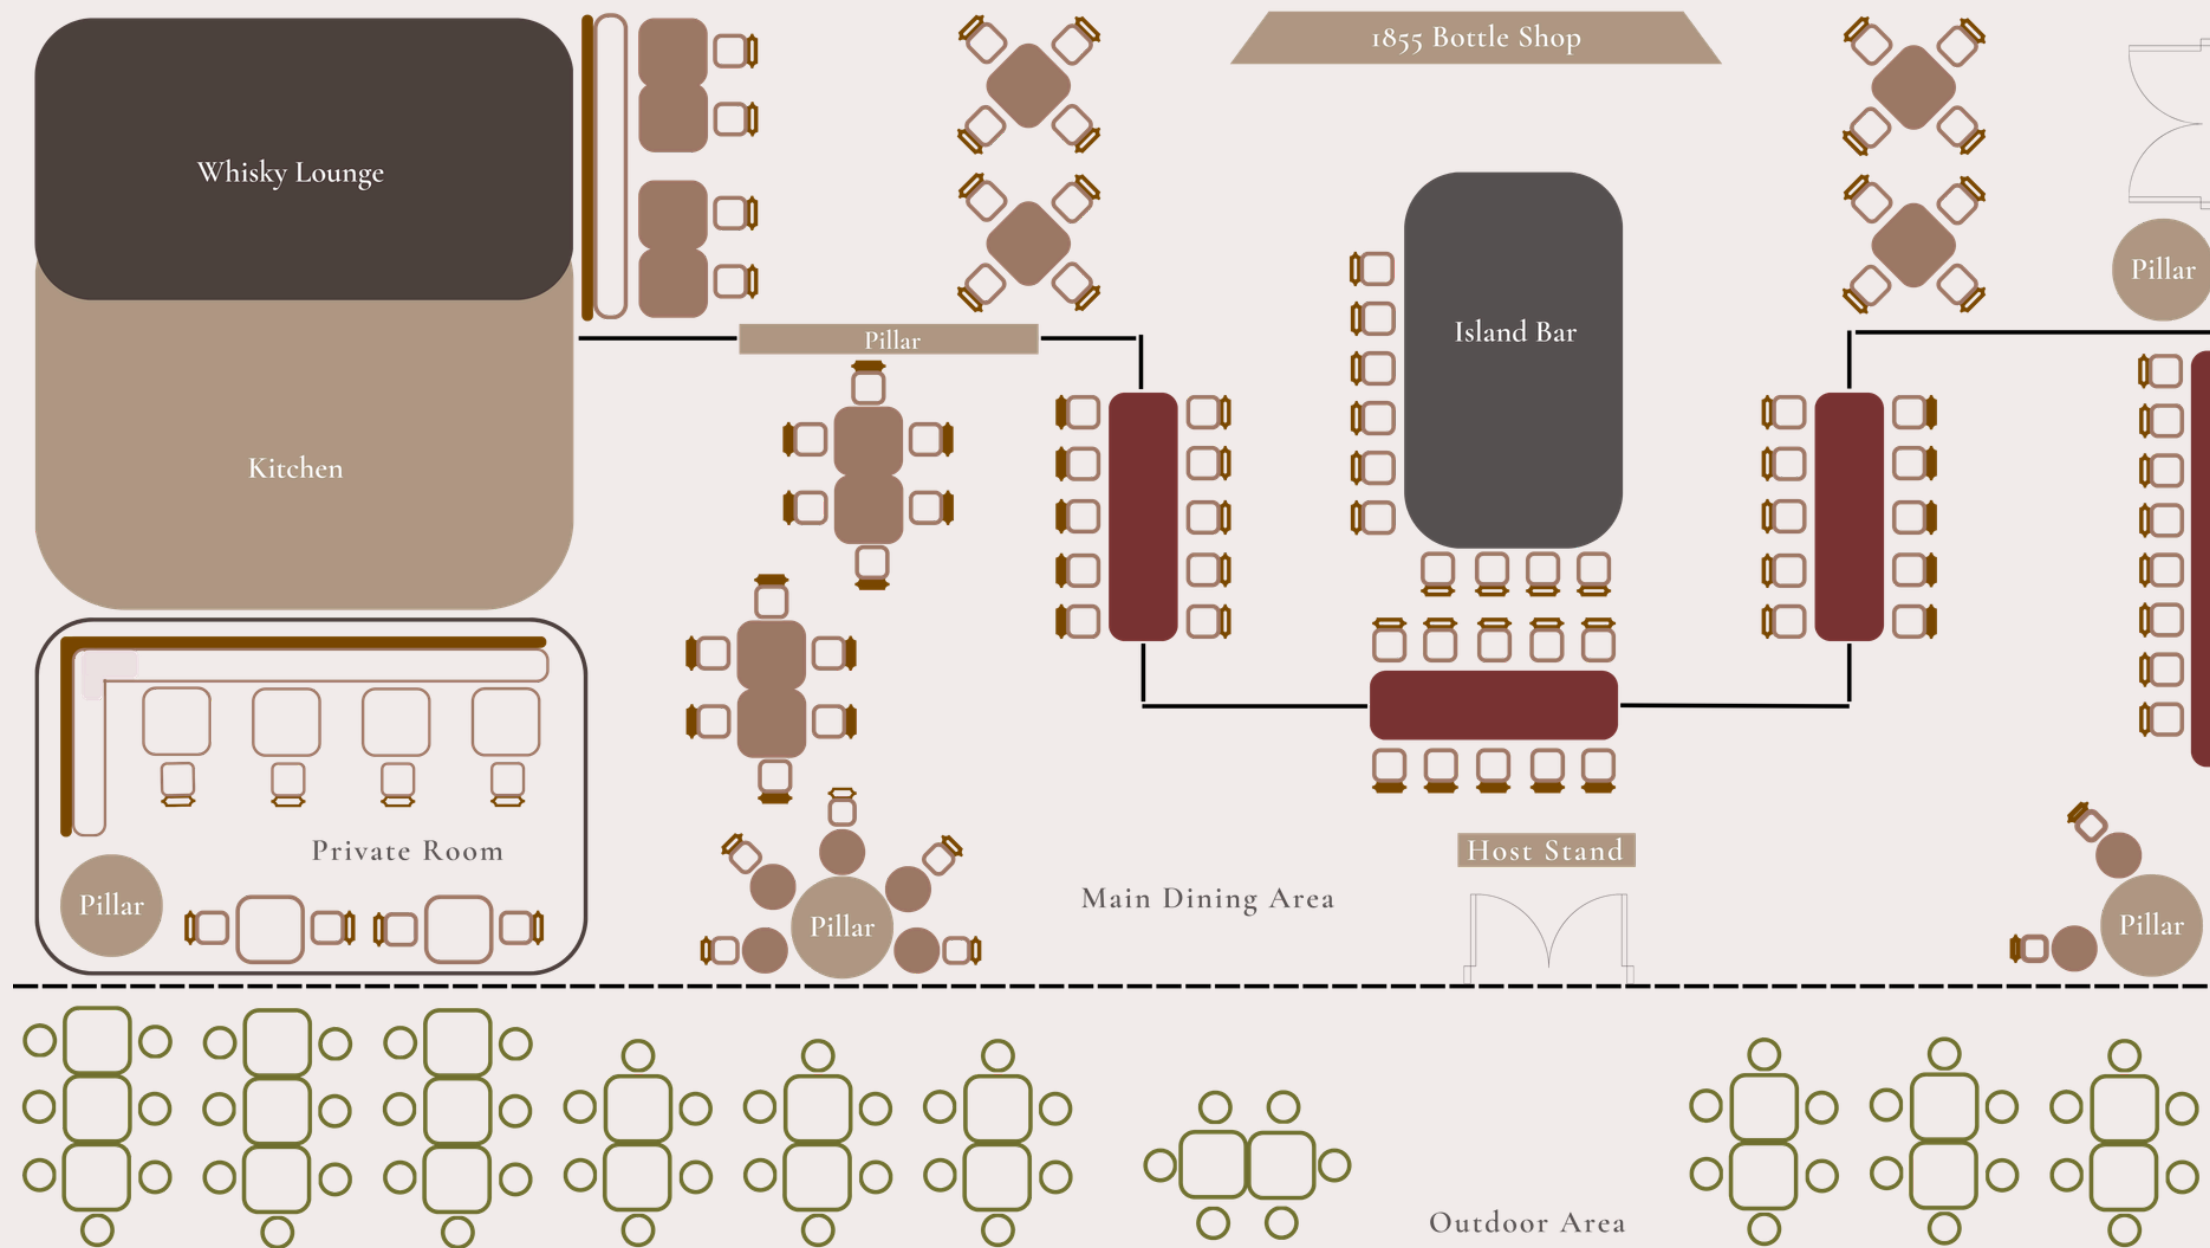 1855 Bottle Shop
Whisky Lounge
Pillar
Island Bar
Pillar
Kitchen
Private Room
Host Stand
Main Dining Area
Pillar
Pillar
Pillar
Outdoor Area